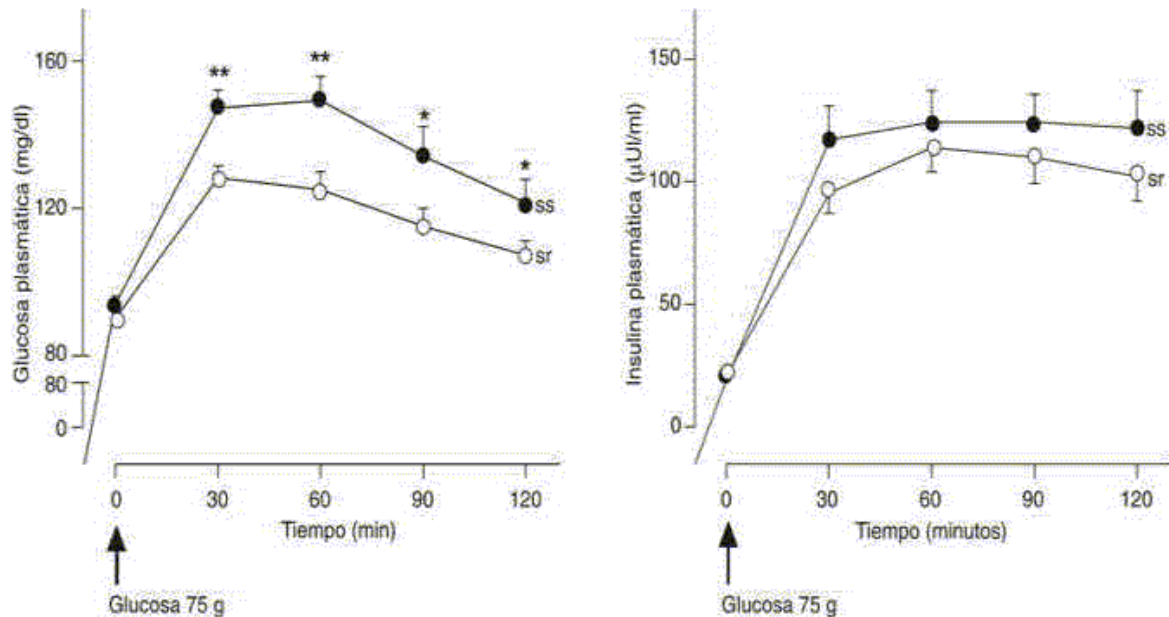 Glucosa plasmática (mg/dl)
160
120
80
80
0
**
**
*
*
ss
sr
0 30 60 90 120
Tiempo (min)
Glucosa 75 g
Insulina plasmática (µUI/ml)
150
100
50
0
ss
sr
0 30 60 90 120
Tiempo (minutos)
Glucosa 75 g